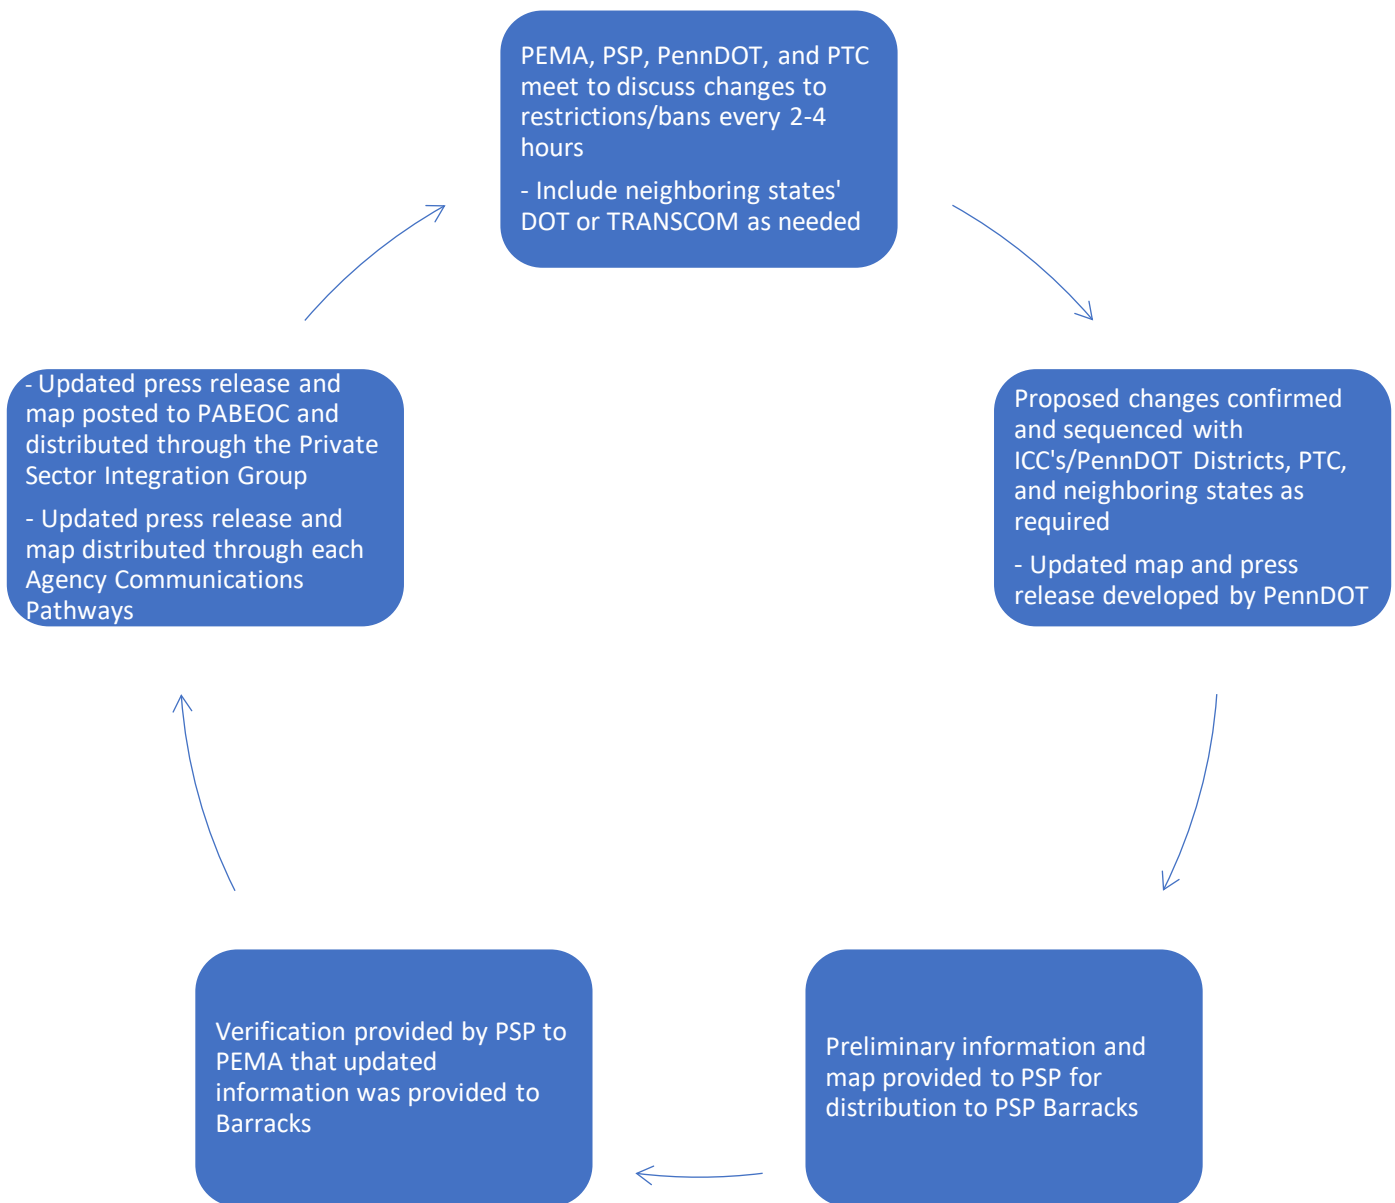 PEMA, PSP, PennDOT, and PTC
meet to discuss changes to
restrictions/bans every 2-4
hours
- Include neighboring states'
DOT or TRANSCOM as needed
Proposed changes confirmed
and sequenced with
ICC's/PennDOT Districts, PTC,
and neighboring states as
required
- Updated map and press
release developed by PennDOT
Preliminary information and
map provided to PSP for
distribution to PSP Barracks
Verification provided by PSP to
PEMA that updated
information was provided to
Barracks
- Updated press release and
map posted to PABEOC and
distributed through the Private
Sector Integration Group
- Updated press release and
map distributed through each
Agency Communications
Pathways